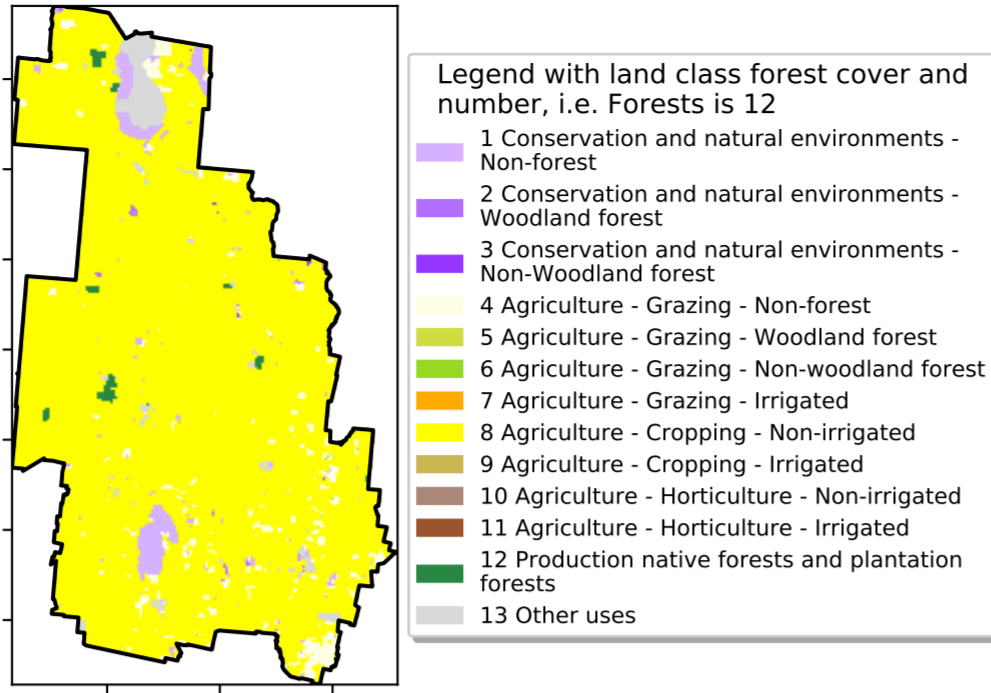 Legend with land class forest cover and
number, i.e. Forests is 12
1 Conservation and natural environments -
Non-forest
2 Conservation and natural environments -
Woodland forest
3 Conservation and natural environments -
Non-Woodland forest
4 Agriculture - Grazing - Non-forest
5 Agriculture - Grazing - Woodland forest
6 Agriculture - Grazing - Non-woodland forest
7 Agriculture - Grazing - Irrigated
8 Agriculture - Cropping - Non-irrigated
9 Agriculture - Cropping - Irrigated
10 Agriculture - Horticulture - Non-irrigated
11 Agriculture - Horticulture - Irrigated
12 Production native forests and plantation
forests
13 Other uses